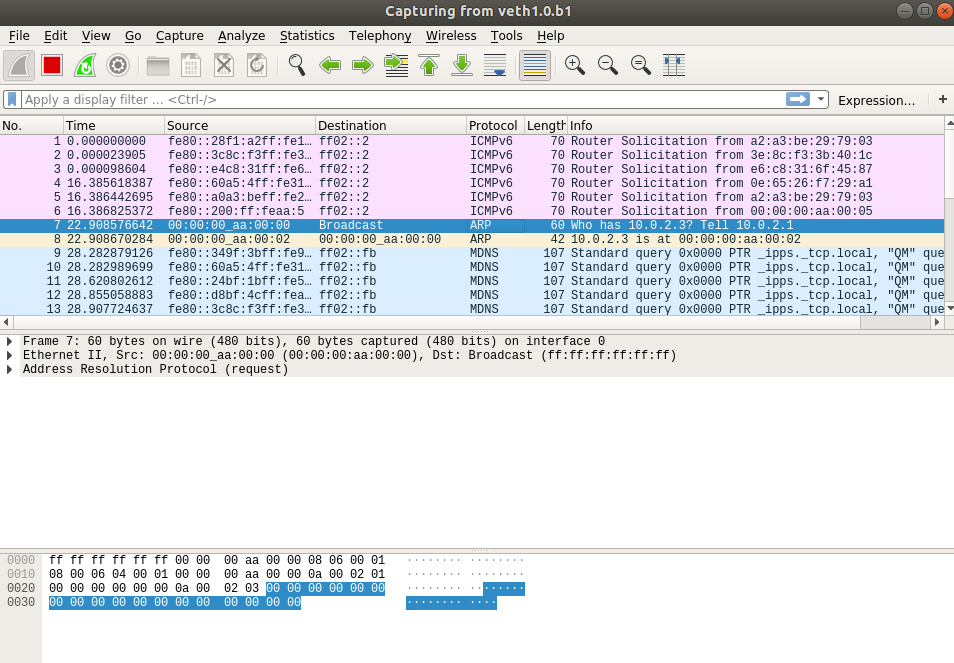 Capturing from veth1.0.b1
File Edit View Go Capture Analyze Statistics Telephony Wireless Tools Help
Apply a display filter ... <Ctrl-/> Expression... +
No. Time Source Destination Protocol Length Info
1 0.000000000 fe80::28f1:a2ff:fe1... ff02::2 ICMPv6 70 Router Solicitation from a2:a3:be:29:79:03
2 0.000023905 fe80::3c8c:f3ff:fe3... ff02::2 ICMPv6 70 Router Solicitation from 3e:8c:f3:3b:40:1c
3 0.000098604 fe80::e4c8:31ff:fe6... ff02::2 ICMPv6 70 Router Solicitation from e6:c8:31:6f:45:87
4 16.385618387 fe80::60a5:4ff:fe31... ff02::2 ICMPv6 70 Router Solicitation from 0e:65:26:f7:29:a1
5 16.386442695 fe80::a0a3:beff:fe2... ff02::2 ICMPv6 70 Router Solicitation from a2:a3:be:29:79:03
6 16.386825372 fe80::200:ff:feaa:5 ff02::2 ICMPv6 70 Router Solicitation from 00:00:00:aa:00:05
7 22.908576642 00:00:00_aa:00:00 Broadcast ARP 60 Who has 10.0.2.3? Tell 10.0.2.1
8 22.908670284 00:00:00_aa:00:02 00:00:00_aa:00:00 ARP 42 10.0.2.3 is at 00:00:00:aa:00:02
9 28.282879126 fe80::349f:3bff:fe9... ff02::fb MDNS 107 Standard query 0x0000 PTR _ipps._tcp.local, "QM" que
10 28.282989699 fe80::60a5:4ff:fe31... ff02::fb MDNS 107 Standard query 0x0000 PTR _ipps._tcp.local, "QM" que
11 28.620802612 fe80::24bf:1bff:fe5... ff02::fb MDNS 107 Standard query 0x0000 PTR _ipps._tcp.local, "QM" que
12 28.855058883 fe80::d8bf:4cff:fea... ff02::fb MDNS 107 Standard query 0x0000 PTR _ipps._tcp.local, "QM" que
13 28.907724637 fe80::3c8c:f3ff:fe3... ff02::fb MDNS 107 Standard query 0x0000 PTR _ipps._tcp.local, "QM" que
Frame 7: 60 bytes on wire (480 bits), 60 bytes captured (480 bits) on interface 0
Ethernet II, Src: 00:00:00_aa:00:00 (00:00:00:aa:00:00), Dst: Broadcast (ff:ff:ff:ff:ff:ff)
Address Resolution Protocol (request)
0000 ff ff ff ff ff ff 00 00 00 aa 00 00 08 06 00 01 ········ ········
0010 08 00 06 04 00 01 00 00 00 aa 00 00 0a 00 02 01 ········ ········
0020 00 00 00 00 00 00 0a 00 02 03 00 00 00 00 00 00 ········ ········
0030 00 00 00 00 00 00 00 00 00 00 00 00 ········ ····